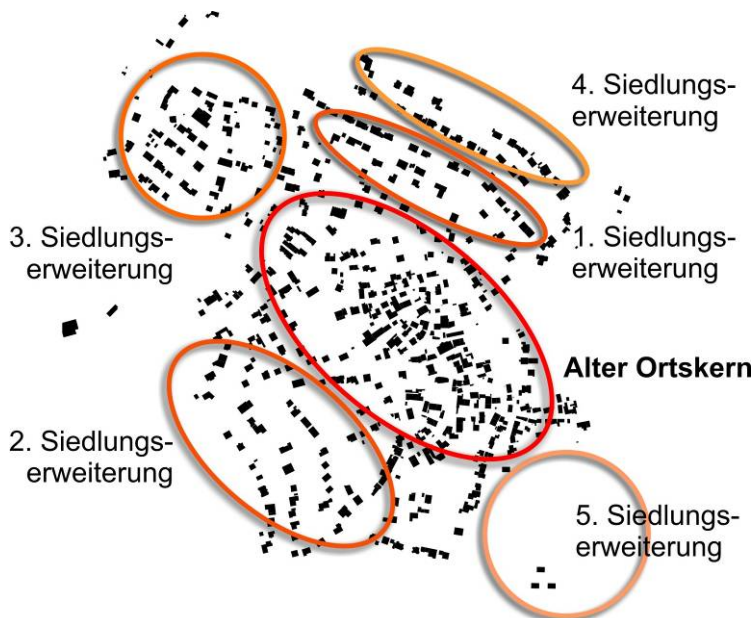 4. Siedlungs-
erweiterung
3. Siedlungs-
erweiterung
1. Siedlungs-
erweiterung
Alter Ortskern
2. Siedlungs-
erweiterung
5. Siedlungs-
erweiterung